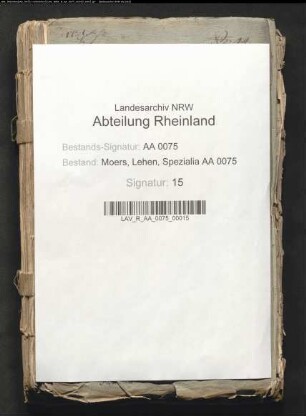 Landesarchiv NRW
Abteilung Rheinland
Bestands-Signatur: AA 0075
Bestand: Moers, Lehen, Spezialia AA 0075
Signatur: 15
LAV_R_AA_0075_00015